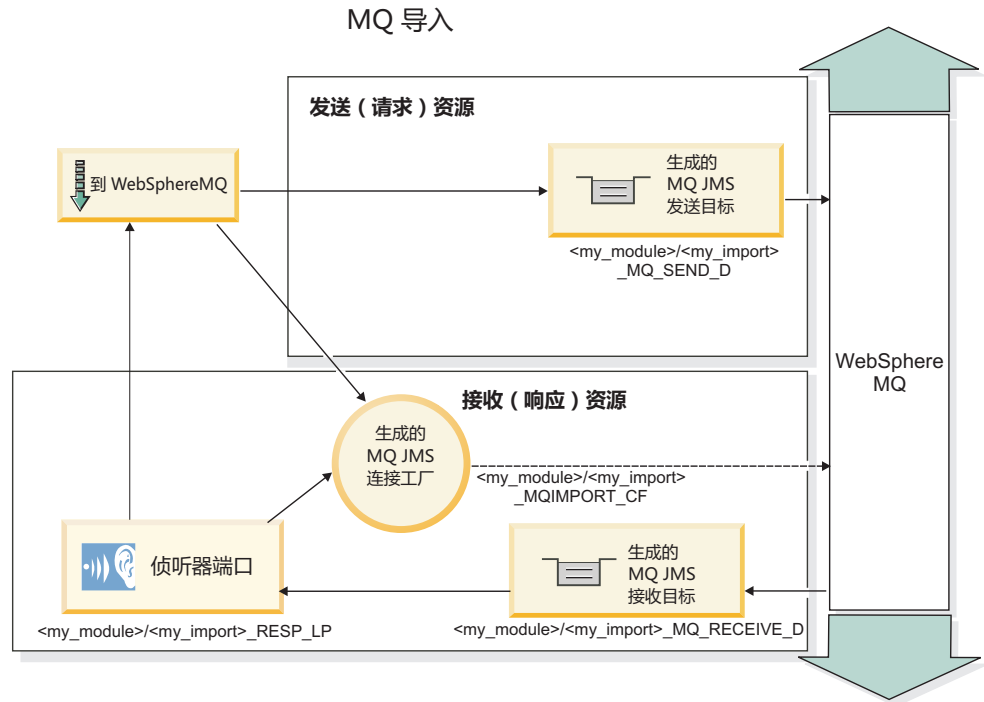 MQ 导入
发送（请求）资源
到 WebSphereMQ
生成的
MQ JMS
发送目标
<my_module>/<my_import>
_MQ_SEND_D
WebSphere
MQ
接收（响应）资源
生成的
MQ JMS
连接工厂
<my_module>/<my_import>
_MQIMPORT_CF
侦听器端口
<my_module>/<my_import>_RESP_LP
生成的
MQ JMS
接收目标
<my_module>/<my_import>_MQ_RECEIVE_D